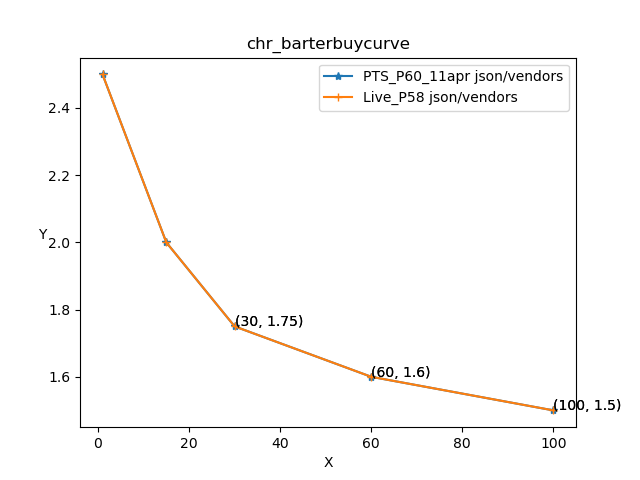 chr_barterbuycurve
PTS_P60_11apr json/vendors
Live_P58 json/vendors
2.4
2.2
Y
2.0
1.8
1.6
(30, 1.75)
(60, 1.6)
(100, 1.5)
0
20
40
60
80
100
X